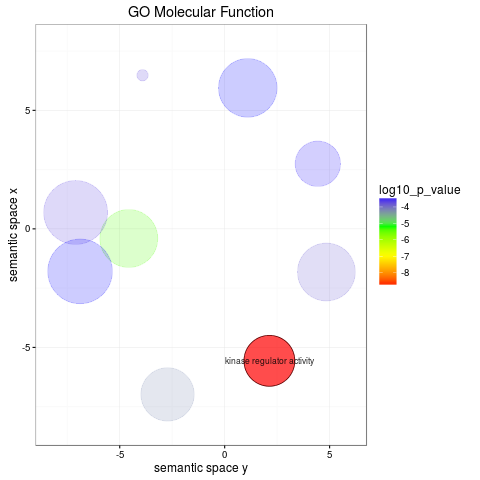 GO Molecular Function
semantic space x
5
0
-5
kinase regulator activity
-5
0
5
semantic space y
log10_p_value
-4
-5
-6
-7
-8